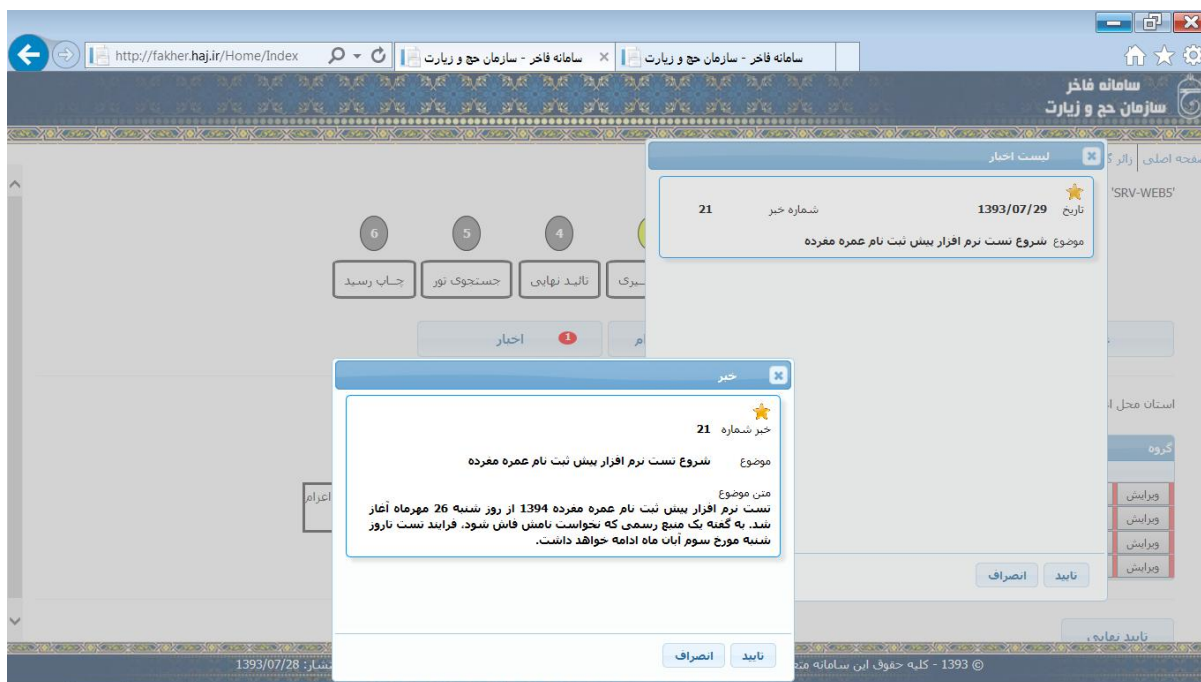 http://fakher.haj.ir/Home/Index
سامانه فاخر - سازمان حج و زیارت
سامانه فاخر - سازمان حج و زیارت
سامانه فاخر
سازمان حج و زیارت
صفحه اصلی
زائر
'SRV-WEB5'
لیست اخبار
تاریخ 1393/07/29 شماره خبر 21
موضوع شروع تست نرم افزار پیش ثبت نام عمره مفرده
4
5
6
تائید نهایی
جستجوی تور
چاپ رسید
اخبار 1
استان محل
گروه
ویرایش
ویرایش
ویرایش
ویرایش
اعزام
خبر
خبر شماره 21
موضوع شروع تست نرم افزار پیش ثبت نام عمره مفرده
متن موضوع
تست نرم افزار پیش ثبت نام عمره مفرده 1394 از روز شنبه 26 مهرماه آغاز
شد. به گفته یک منبع رسمی که نخواست نامش فاش شود. فرایند تست تاروز
شنبه مورخ سوم آبان ماه ادامه خواهد داشت.
تایید انصراف
تایید انصراف
تایید نهایی
© 1393 - کلیه حقوق این سامانه
1393/07/28